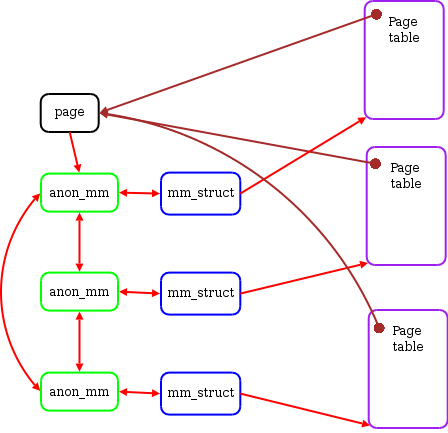 Page
table
page
Page
table
anon_mm
mm_struct
anon_mm
mm_struct
Page
table
anon_mm
mm_struct